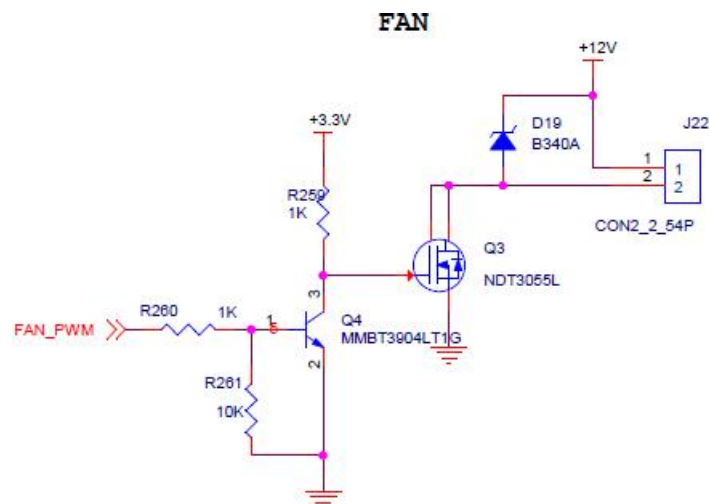 FAN
+12V
D19
B340A
J22
+3.3V
1
1
2
2
R259
1K
CON2_2_54P
Q3
NDT3055L
3
R260
1K
1
Q4
MMBT3904LT1G
FAN_PWM
2
R261
10K